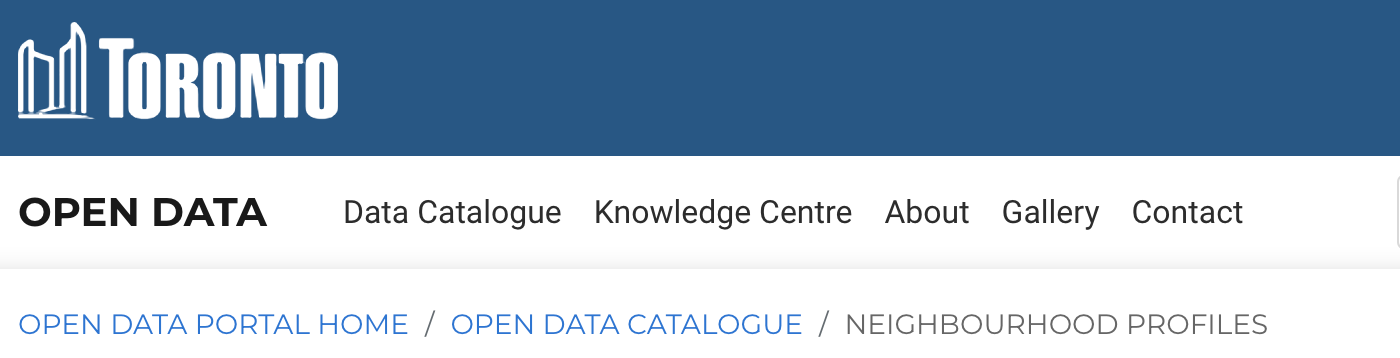 TORONTO
OPEN DATA Data Catalogue Knowledge Centre About Gallery Contact
OPEN DATA PORTAL HOME / OPEN DATA CATALOGUE / NEIGHBOURHOOD PROFILES